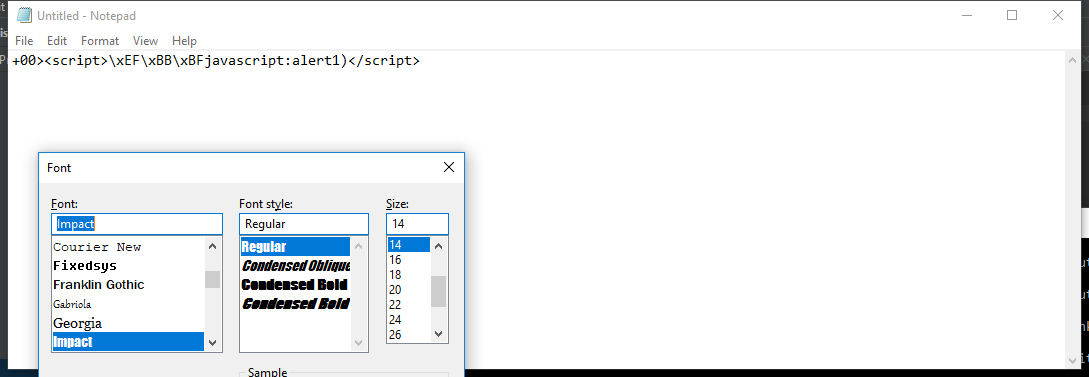 Untitled - Notepad
File Edit Format View Help
+00><script>\xEF\xBB\xBFjavascript:alert1)</script>
Font
Font: Font style: Size:
Impact Regular 14
Courier New Regular 14
Fixedsys Condensed Oblique 16
Franklin Gothic Condensed Bold 18
Gabriola Condensed Bold 20
Georgia 22
Impact 24
26
Sample